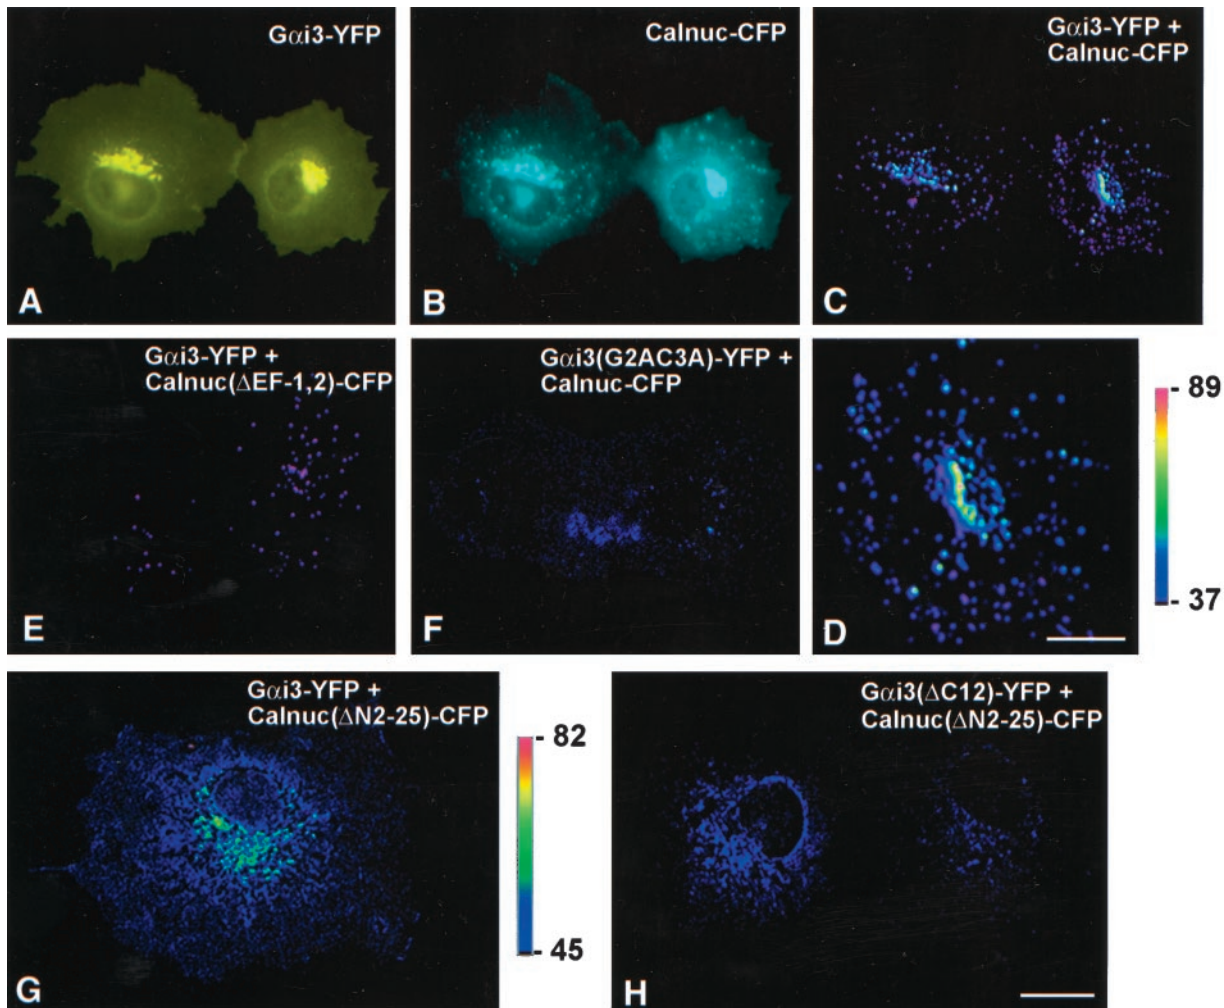 Gαi3-YFP
A
Calnuc-CFP
B
Gαi3-YFP +
Calnuc-CFP
C
Gαi3-YFP +
Calnuc(ΔEF-1,2)-CFP
E
Gαi3(G2AC3A)-YFP +
Calnuc-CFP
F
D
- 89
- 37
Gαi3-YFP +
Calnuc(ΔN2-25)-CFP
G
- 82
- 45
Gαi3(ΔC12)-YFP +
Calnuc(ΔN2-25)-CFP
H